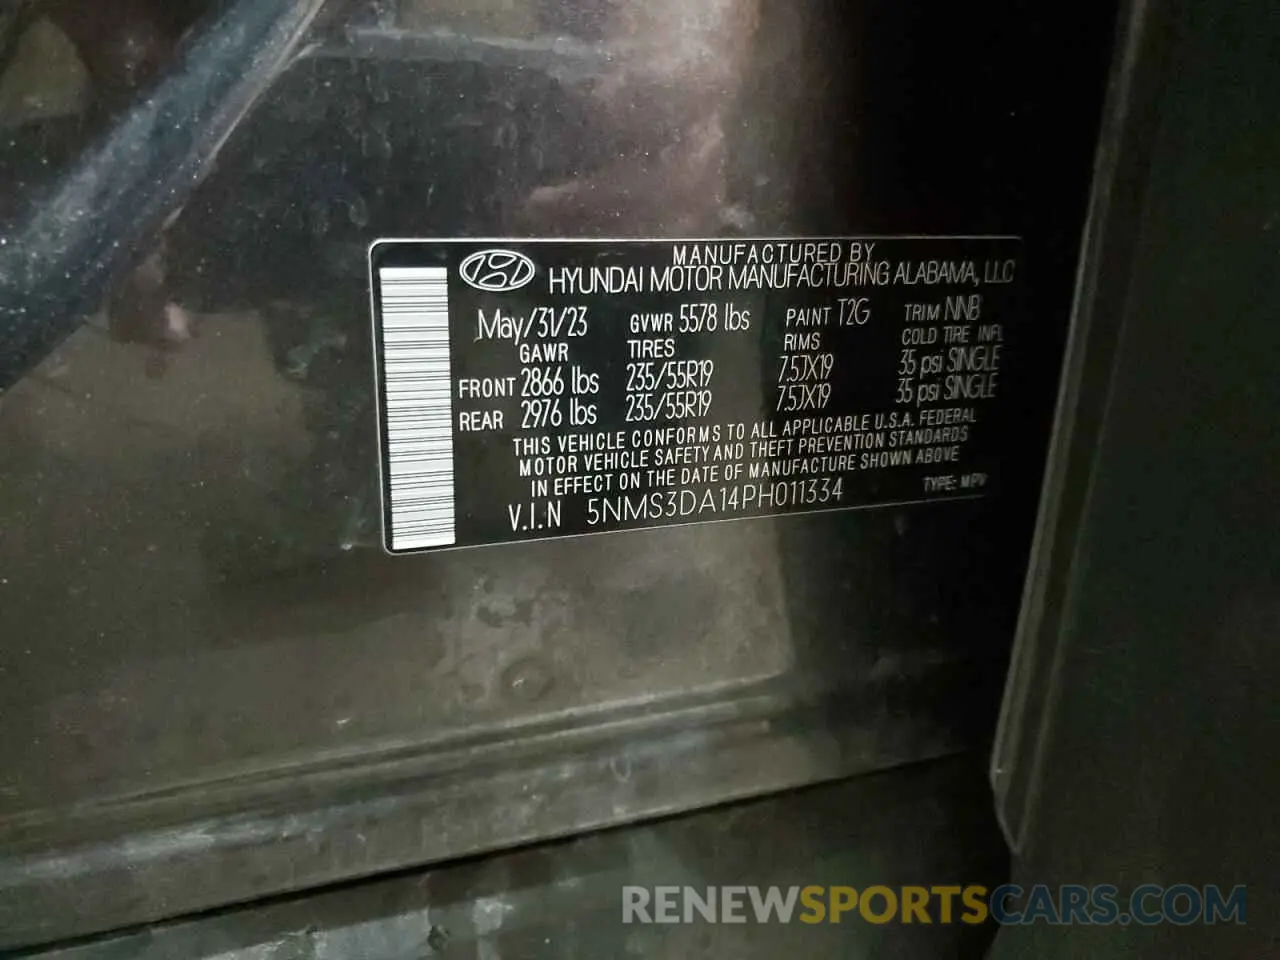 MANUFACTURED BY
HYUNDAI MOTOR MANUFACTURING ALABAMA, LLC
May/31/23 GVWR 5578 lbs PAINT T2G TRIM NNB
GAWR TIRES RIMS COLD TIRE INFL
FRONT 2866 lbs 235/55R19 7.5JX19 35 psi SINGLE
REAR 2976 lbs 235/55R19 7.5JX19 35 psi SINGLE
THIS VEHICLE CONFORMS TO ALL APPLICABLE U.S.A. FEDERAL
MOTOR VEHICLE SAFETY AND THEFT PREVENTION STANDARDS
IN EFFECT ON THE DATE OF MANUFACTURE SHOWN ABOVE
V.I.N 5NMS3DA14PH011334 TYPE: MPV
RENEWSPORTSCARS.COM